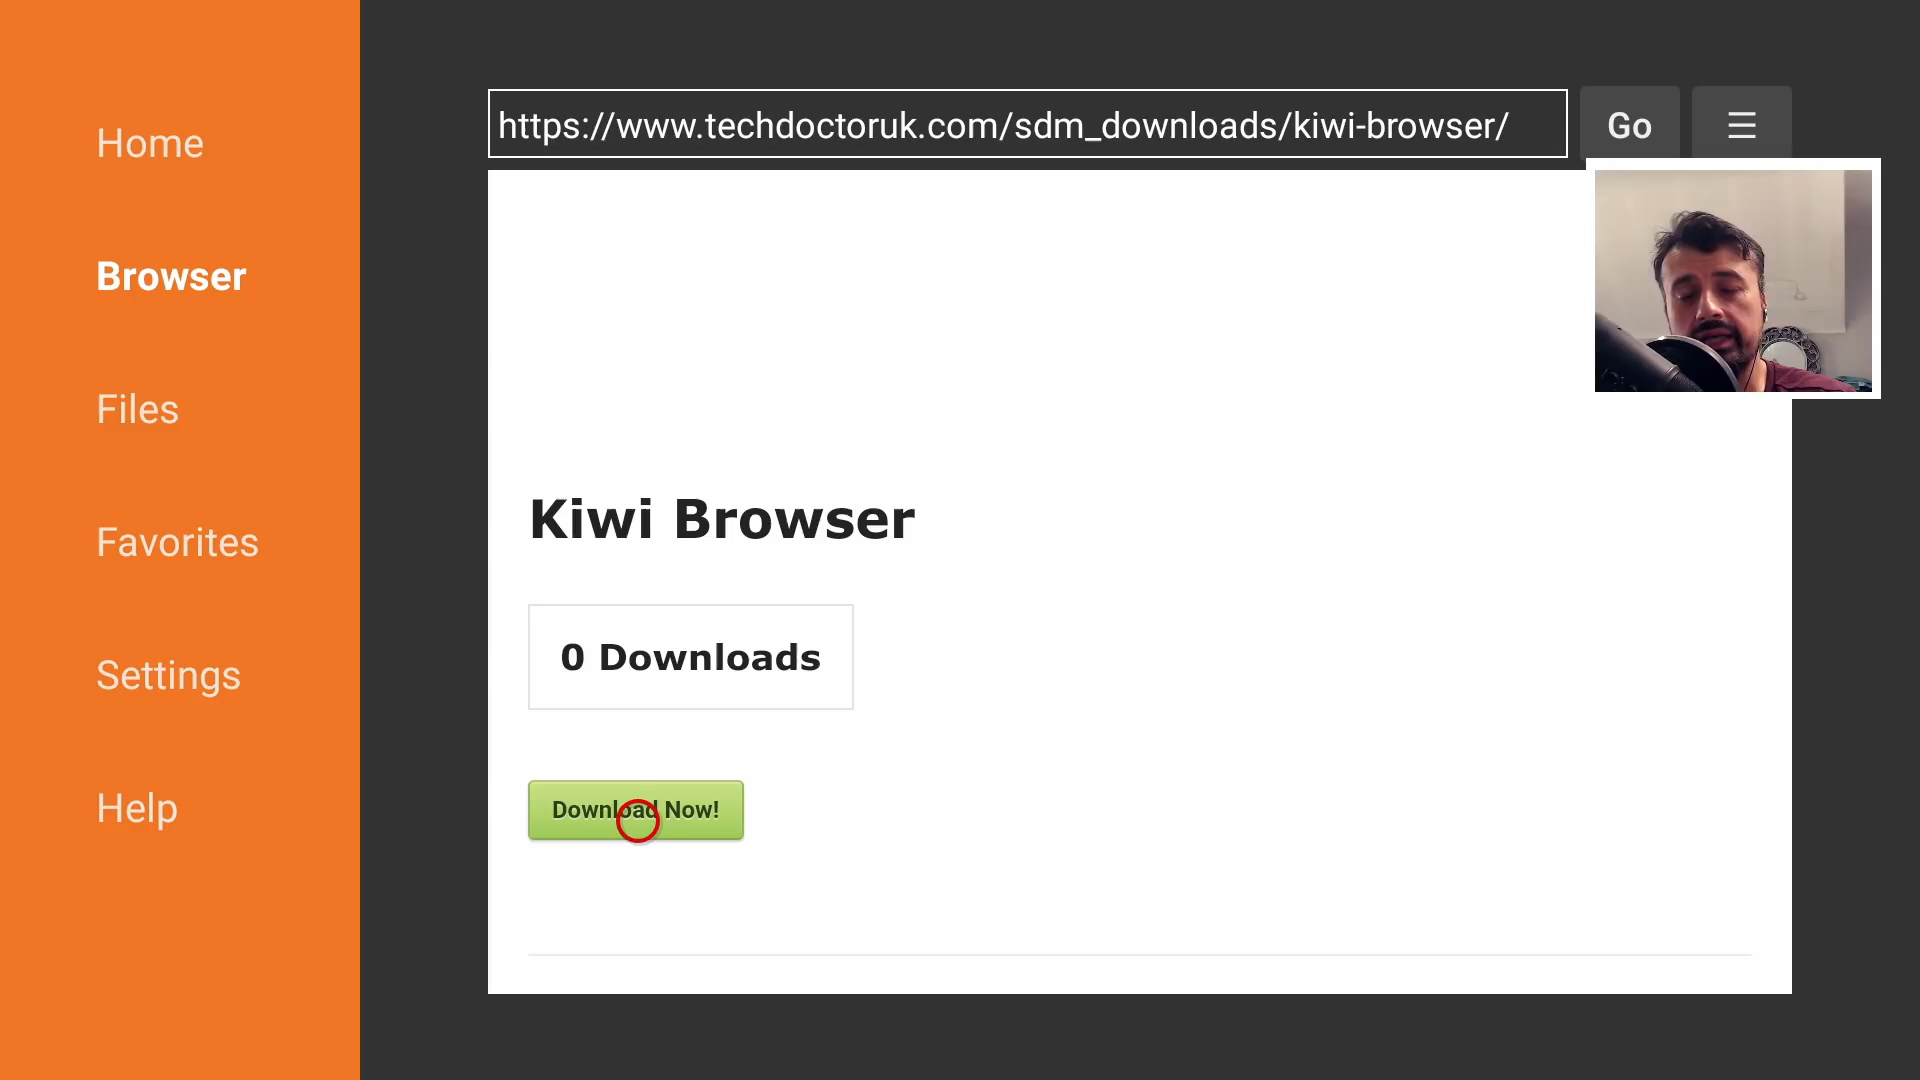 Home
Browser
Files
Favorites
Settings
Help
https://www.techdoctoruk.com/sdm_downloads/kiwi-browser/
Go
Kiwi Browser
0 Downloads
Download Now!